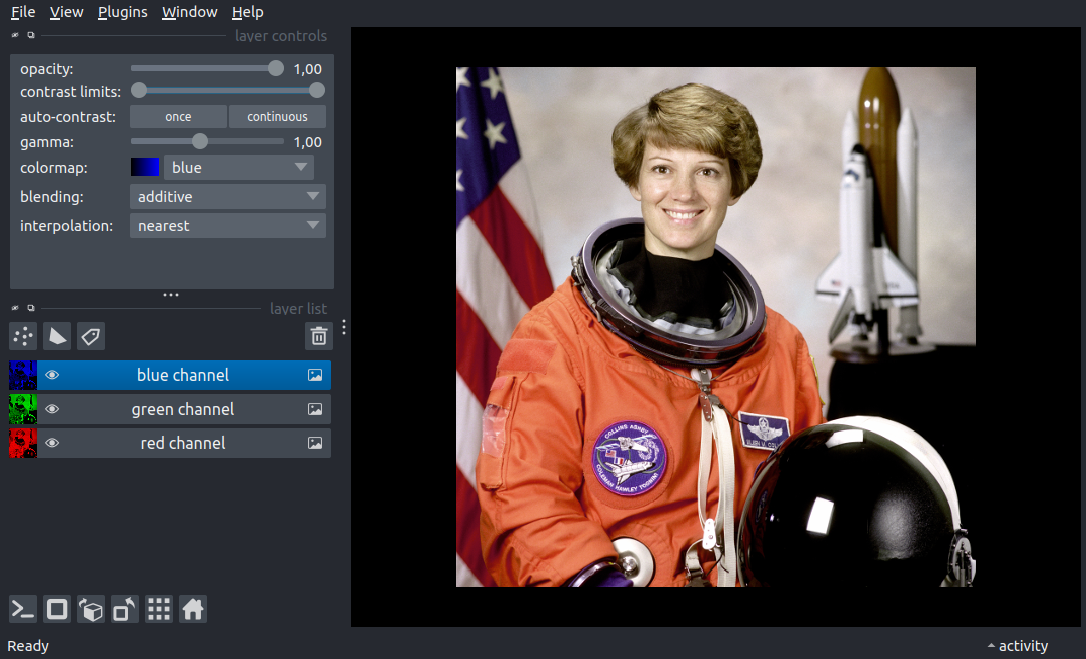 File View Plugins Window Help
layer controls
opacity: 1,00
contrast limits:
auto-contrast: once continuous
gamma: 1,00
colormap: blue
blending: additive
interpolation: nearest
layer list
blue channel
green channel
red channel
COLLINS ASHBY
COLEMAN HAWLEY TOGNINI
USA
Ready
activity